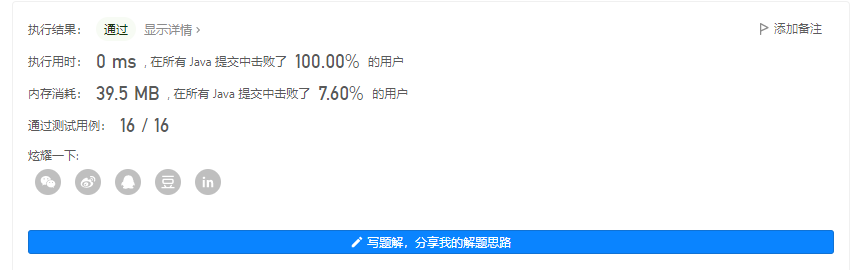 执行结果： 通过 显示详情 › 添加备注
执行用时： 0 ms , 在所有 Java 提交中击败了 100.00% 的用户
内存消耗： 39.5 MB , 在所有 Java 提交中击败了 7.60% 的用户
通过测试用例： 16 / 16
炫耀一下:
豆 in
写题解，分享我的解题思路